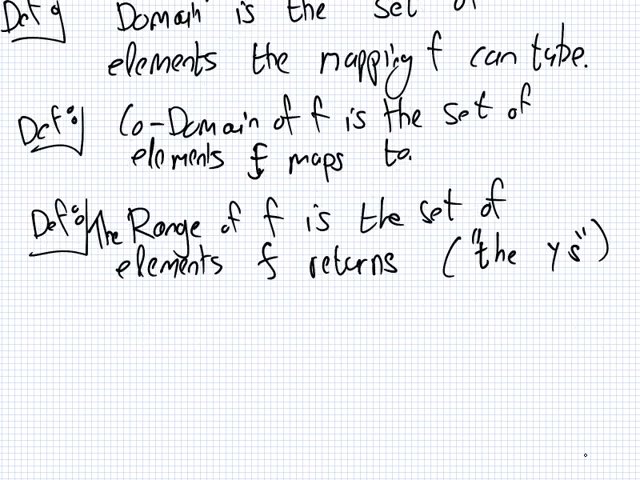 Def: Domain is the set of
elements the mapping f can take.
Def: Co-Domain of f is the set of
elements f maps to.
Def: The Range of f is the set of
elements f returns ("the ys")